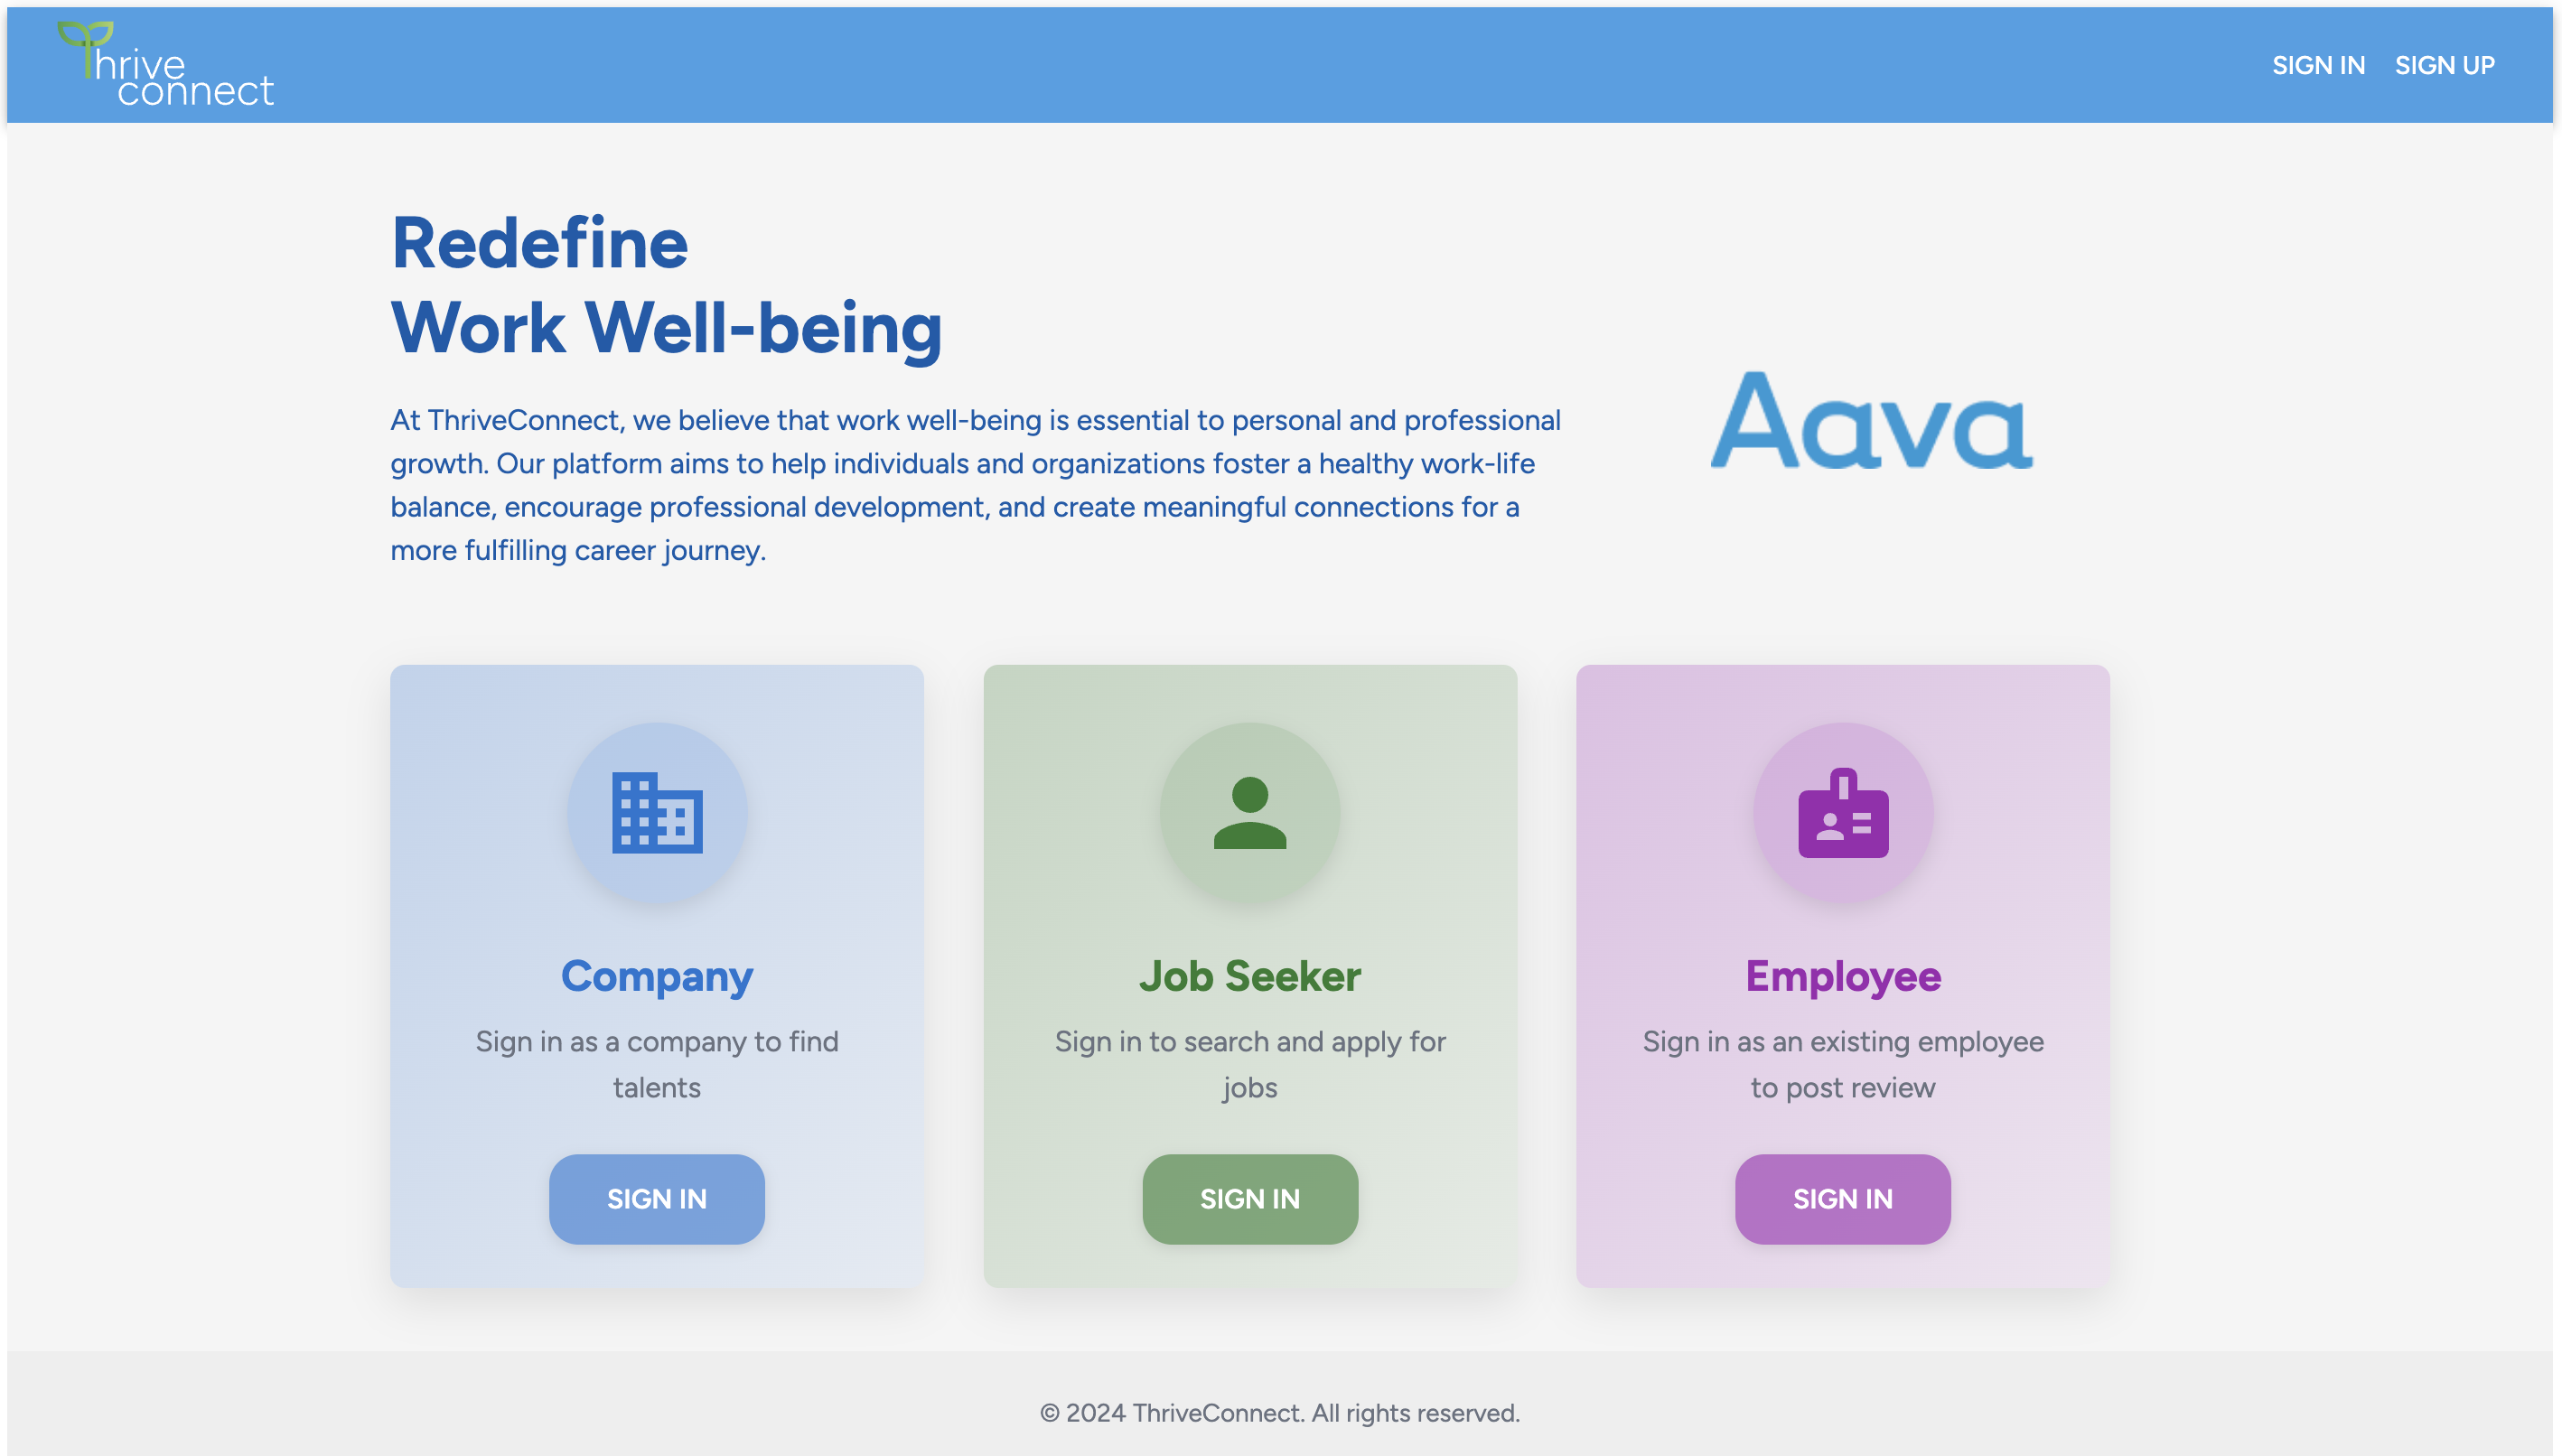 Thrive
connect
SIGN IN SIGN UP
Redefine
Work Well-being
At ThriveConnect, we believe that work well-being is essential to personal and professional
growth. Our platform aims to help individuals and organizations foster a healthy work-life
balance, encourage professional development, and create meaningful connections for a
more fulfilling career journey.
Aava
Company
Sign in as a company to find
talents
SIGN IN
Job Seeker
Sign in to search and apply for
jobs
SIGN IN
Employee
Sign in as an existing employee
to post review
SIGN IN
© 2024 ThriveConnect. All rights reserved.